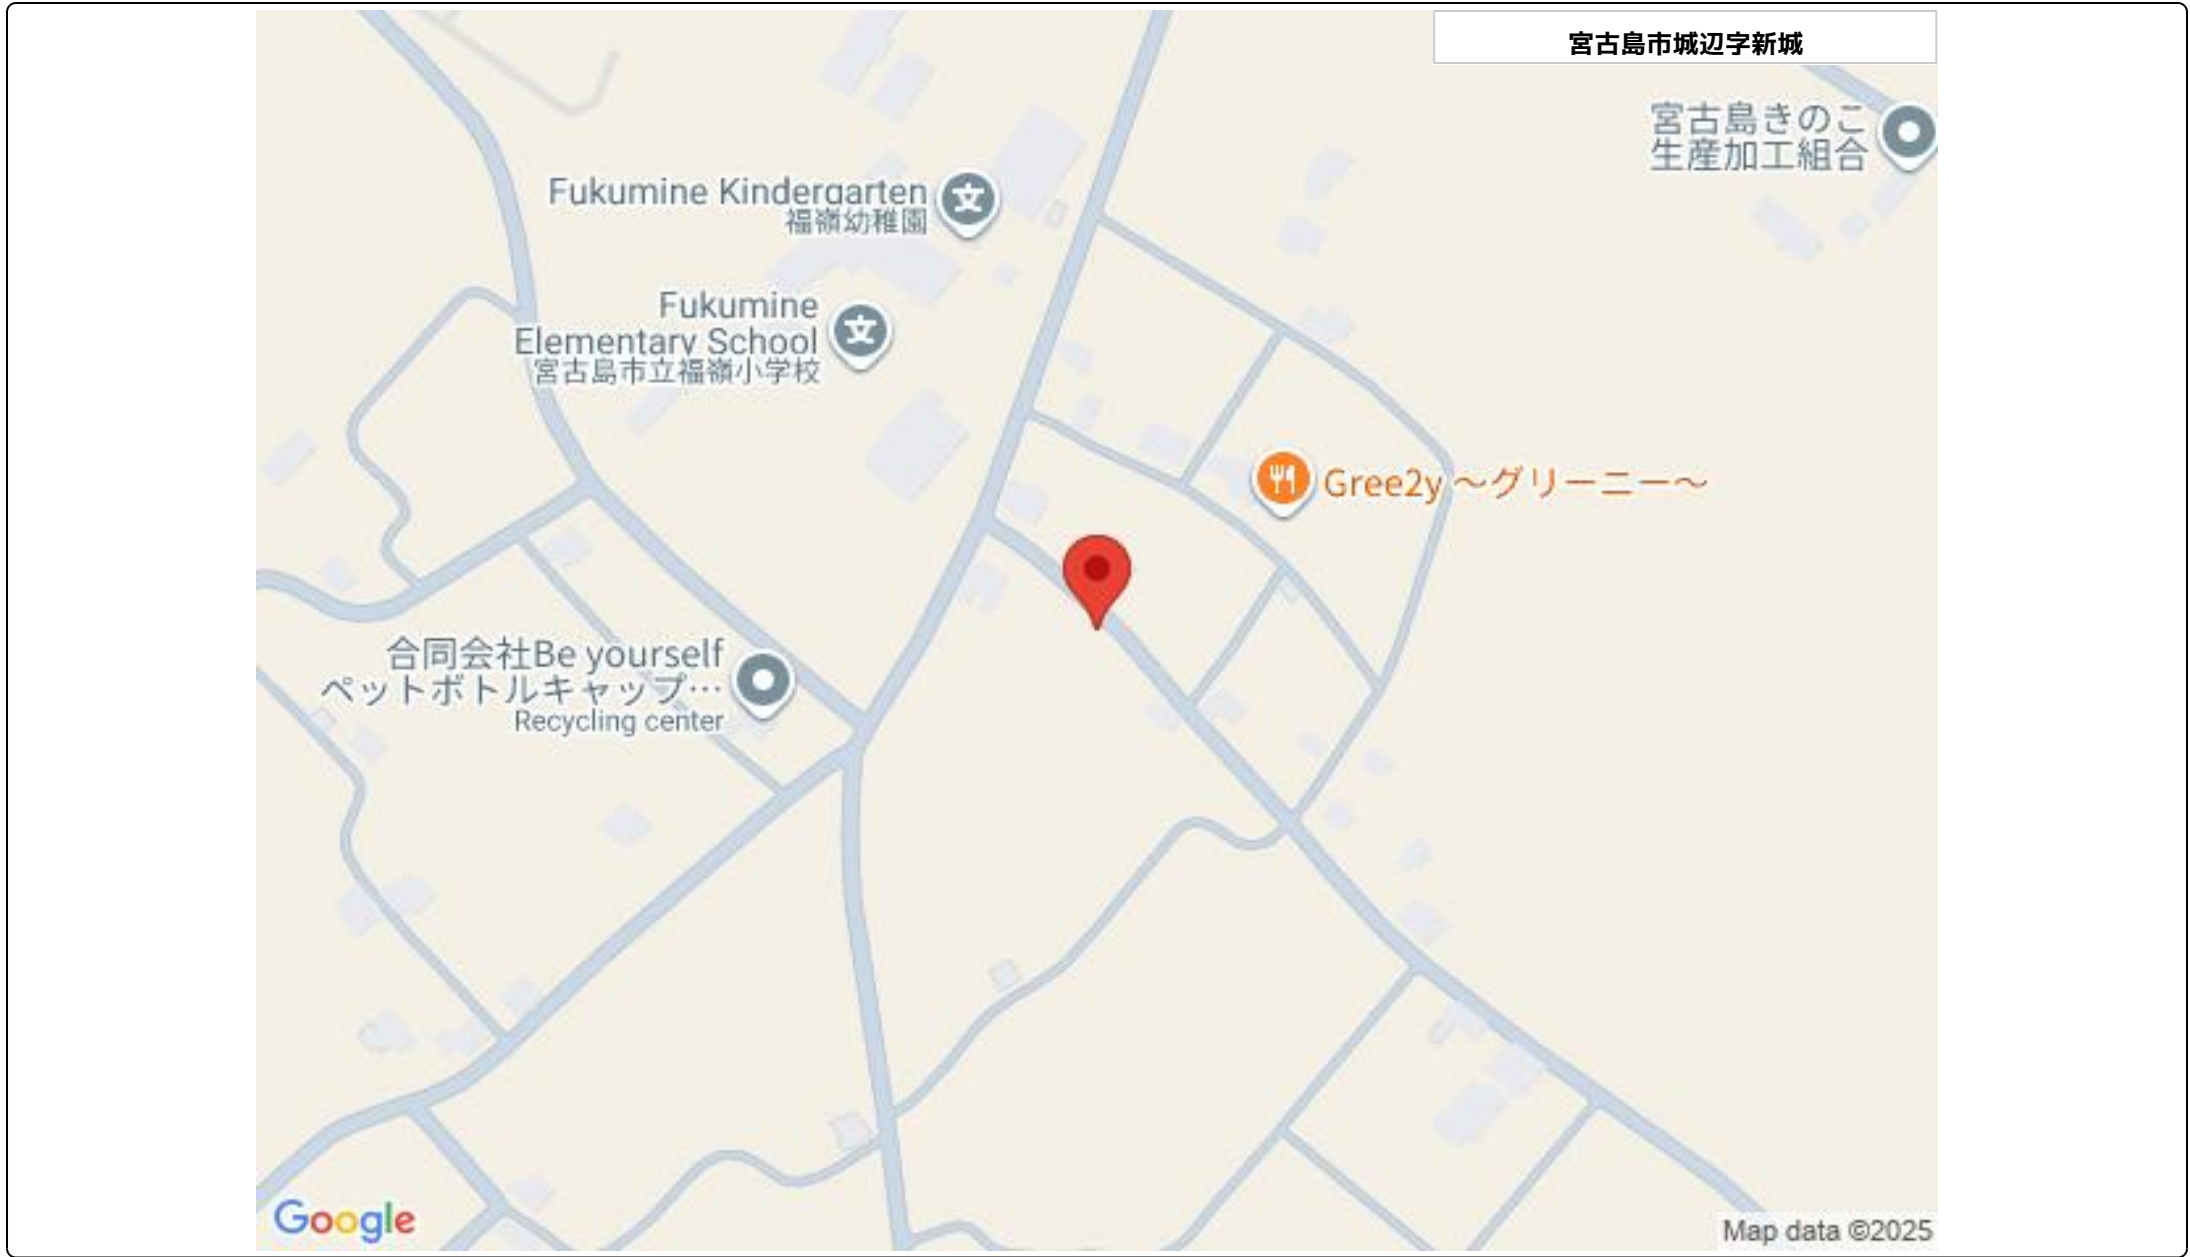 宮古島市城辺字新城
宮古島きのこ
生産加工組合
Fukumine Kindergarten
福嶺幼稚園
Fukumine
Elementary School
宮古島市立福嶺小学校
Gree2y ～グリーニー～
合同会社Be yourself
ペットボトルキャップ…
Recycling center
Google
Map data ©2025